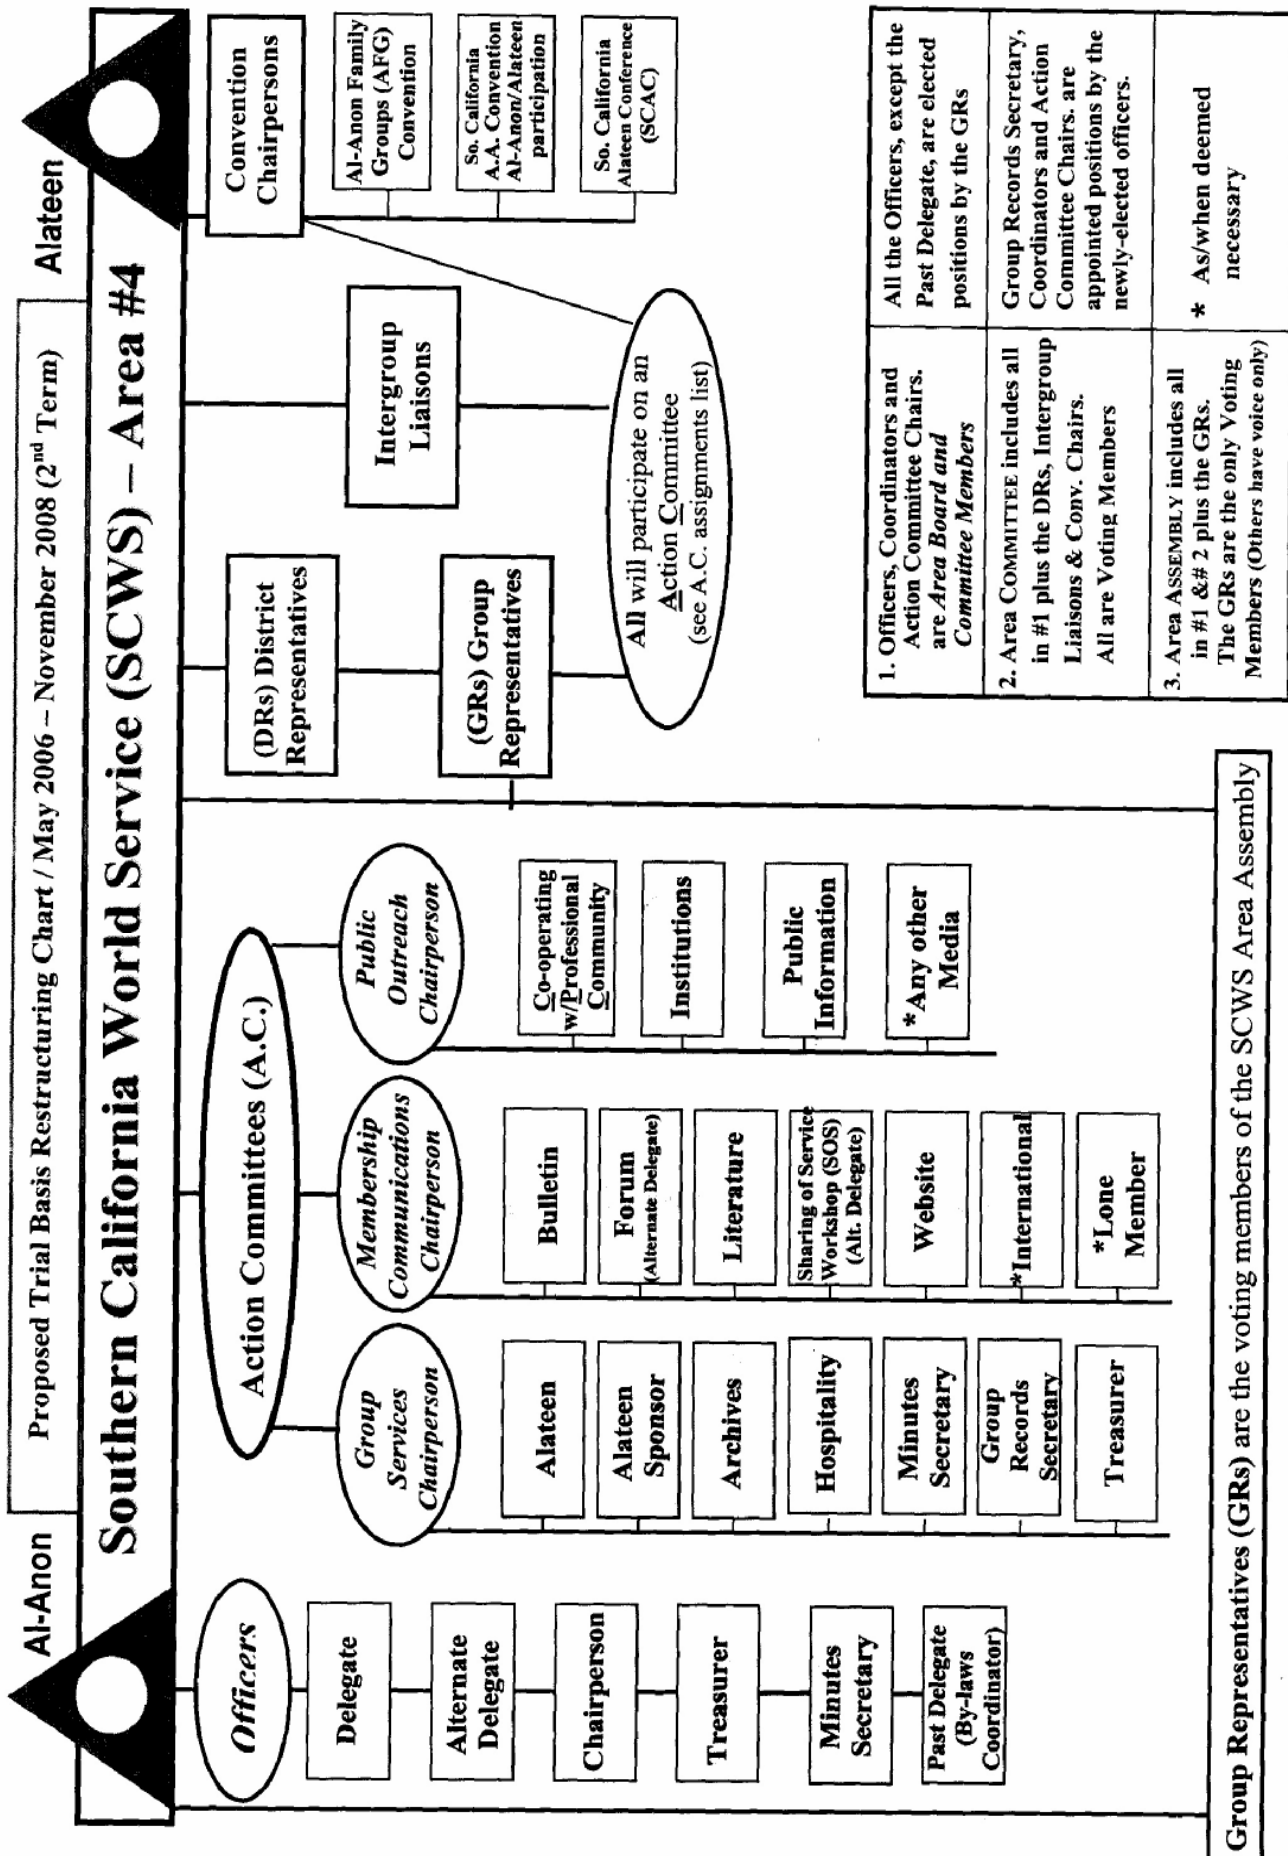 Al-Anon
Proposed Trial Basis Restructuring Chart / May 2006 – November 2008 (2nd Term)
Alateen
Southern California World Service (SCWS) – Area #4
Officers
Delegate
Alternate
Delegate
Chairperson
Treasurer
Minutes
Secretary
Past Delegate
(By-laws
Coordinator)
Action Committees (A.C.)
Group
Services
Chairperson
Alateen
Alateen
Sponsor
Archives
Hospitality
Minutes
Secretary
Group
Records
Secretary
Treasurer
Membership
Communications
Chairperson
Bulletin
Forum
(Alternate Delegate)
Literature
Sharing of Service
Workshop (SOS)
(Alt. Delegate)
Website
*International
*Lone
Member
Public
Outreach
Chairperson
Co-operating
w/Professional
Community
Institutions
Public
Information
*Any other
Media
(DRs) District
Representatives
(GRs) Group
Representatives
Intergroup
Liaisons
Convention
Chairpersons
Al-Anon Family
Groups (AFG)
Convention
So. California
A.A. Convention
Al-Anon/Alateen
participation
So. California
Alateen Conference
(SCAC)
All will participate on an
Action Committee
(see A.C. assignments list)
1. Officers, Coordinators and
Action Committee Chairs.
are Area Board and
Committee Members
All the Officers, except the
Past Delegate, are elected
positions by the GRs
2. Area COMMITTEE includes all
in #1 plus the DRs, Intergroup
Liaisons & Conv. Chairs.
All are Voting Members
Group Records Secretary,
Coordinators and Action
Committee Chairs. are
appointed positions by the
newly-elected officers.
3. Area ASSEMBLY includes all
in #1 &# 2 plus the GRs.
The GRs are the only Voting
Members (Others have voice only)
* As/when deemed
necessary
Group Representatives (GRs) are the voting members of the SCWS Area Assembly